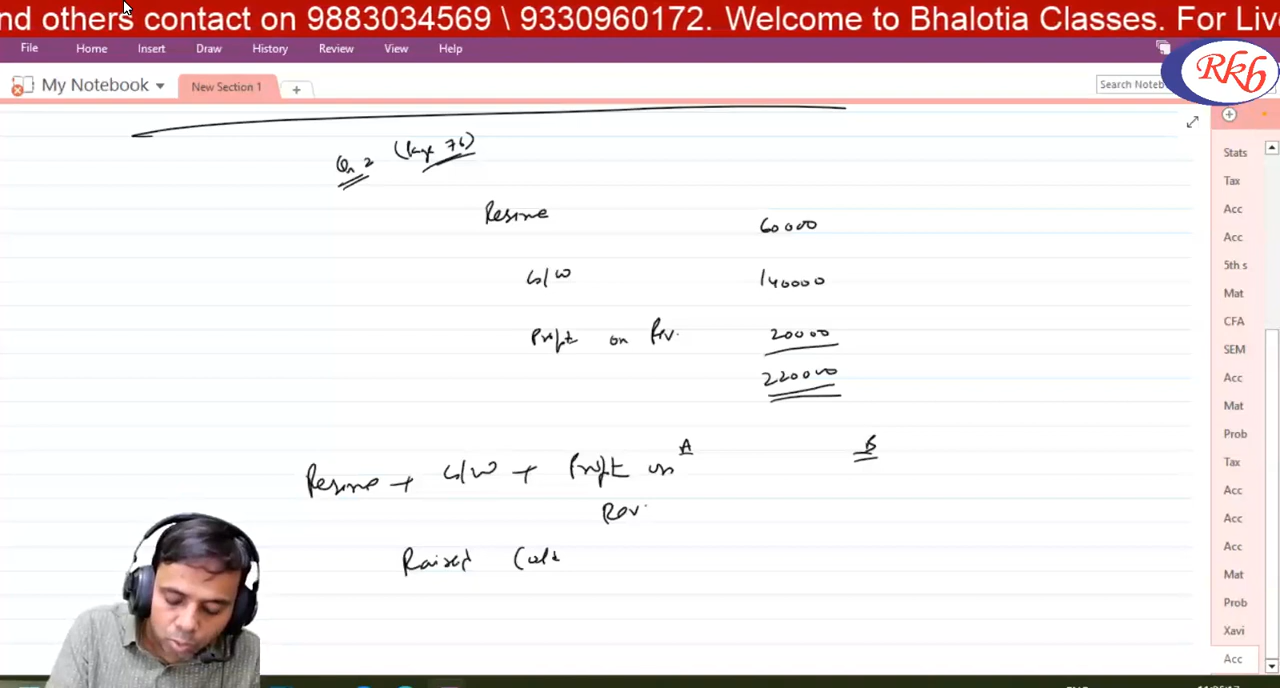 nd others contact on 9883034569 \ 9330960172. Welcome to Bhalotia Classes. For Live
File Home Insert Draw History Review View Help
Rkb
My Notebook New Section 1 + Search Noteb
Stats
Tax
Acc
Acc
5th s
Mat
CFA
SEM
Acc
Mat
Prob
Tax
Acc
Acc
Acc
Mat
Prob
Xavi
Acc
Qn 2 (Page 76)
Reserve 60000
G/W 140000
Profit on Rev. 20000
220000
A B
Reserve + G/W + Profit on
Rev.
Raised (old